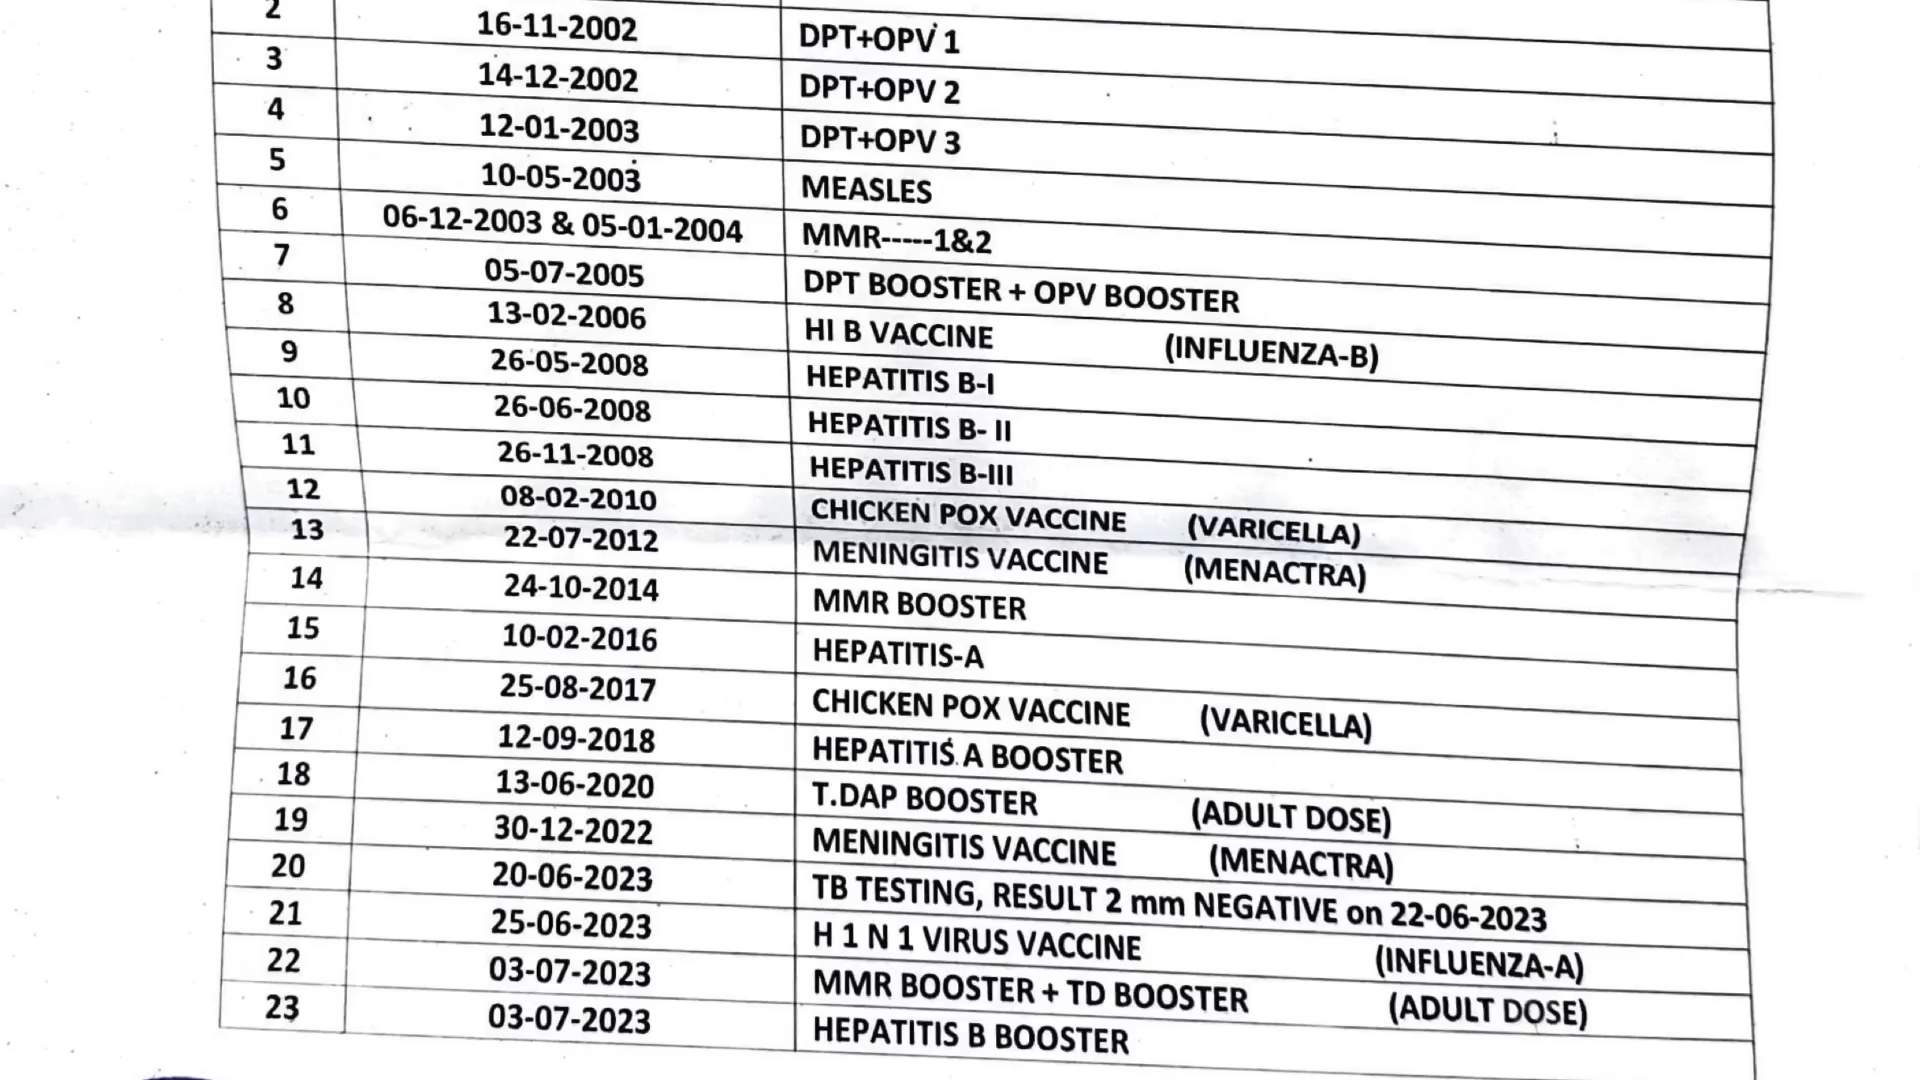 2 16-11-2002 DPT+OPV 1
3 14-12-2002 DPT+OPV 2
4 12-01-2003 DPT+OPV 3
5 10-05-2003 MEASLES
6 06-12-2003 & 05-01-2004 MMR-----1&2
7 05-07-2005 DPT BOOSTER + OPV BOOSTER
8 13-02-2006 HI B VACCINE (INFLUENZA-B)
9 26-05-2008 HEPATITIS B-I
10 26-06-2008 HEPATITIS B- II
11 26-11-2008 HEPATITIS B-III
12 08-02-2010 CHICKEN POX VACCINE (VARICELLA)
13 22-07-2012 MENINGITIS VACCINE (MENACTRA)
14 24-10-2014 MMR BOOSTER
15 10-02-2016 HEPATITIS-A
16 25-08-2017 CHICKEN POX VACCINE (VARICELLA)
17 12-09-2018 HEPATITIS A BOOSTER
18 13-06-2020 T.DAP BOOSTER (ADULT DOSE)
19 30-12-2022 MENINGITIS VACCINE (MENACTRA)
20 20-06-2023 TB TESTING, RESULT 2 mm NEGATIVE on 22-06-2023
21 25-06-2023 H 1 N 1 VIRUS VACCINE (INFLUENZA-A)
22 03-07-2023 MMR BOOSTER + TD BOOSTER (ADULT DOSE)
23 03-07-2023 HEPATITIS B BOOSTER